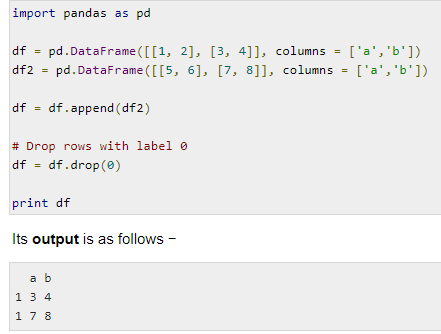 import pandas as pd
df = pd.DataFrame([[1, 2], [3, 4]], columns = ['a','b'])
df2 = pd.DataFrame([[5, 6], [7, 8]], columns = ['a','b'])
df = df.append(df2)
# Drop rows with label 0
df = df.drop(0)
print df
Its output is as follows −
a b
1 3 4
1 7 8